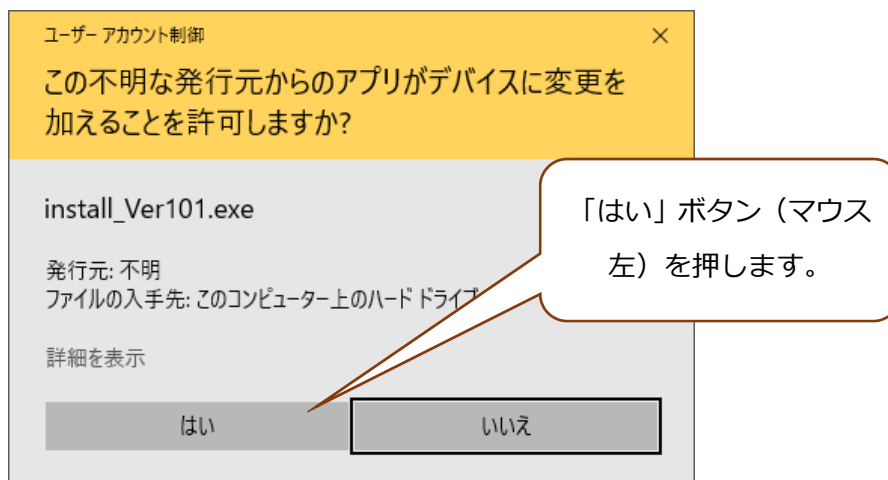 ユーザー アカウント制御
この不明な発行元からのアプリがデバイスに変更を
加えることを許可しますか?
install_Ver101.exe
発行元: 不明
ファイルの入手先: このコンピューター上のハード ドライブ
詳細を表示
はい
いいえ
「はい」ボタン（マウス
左）を押します。